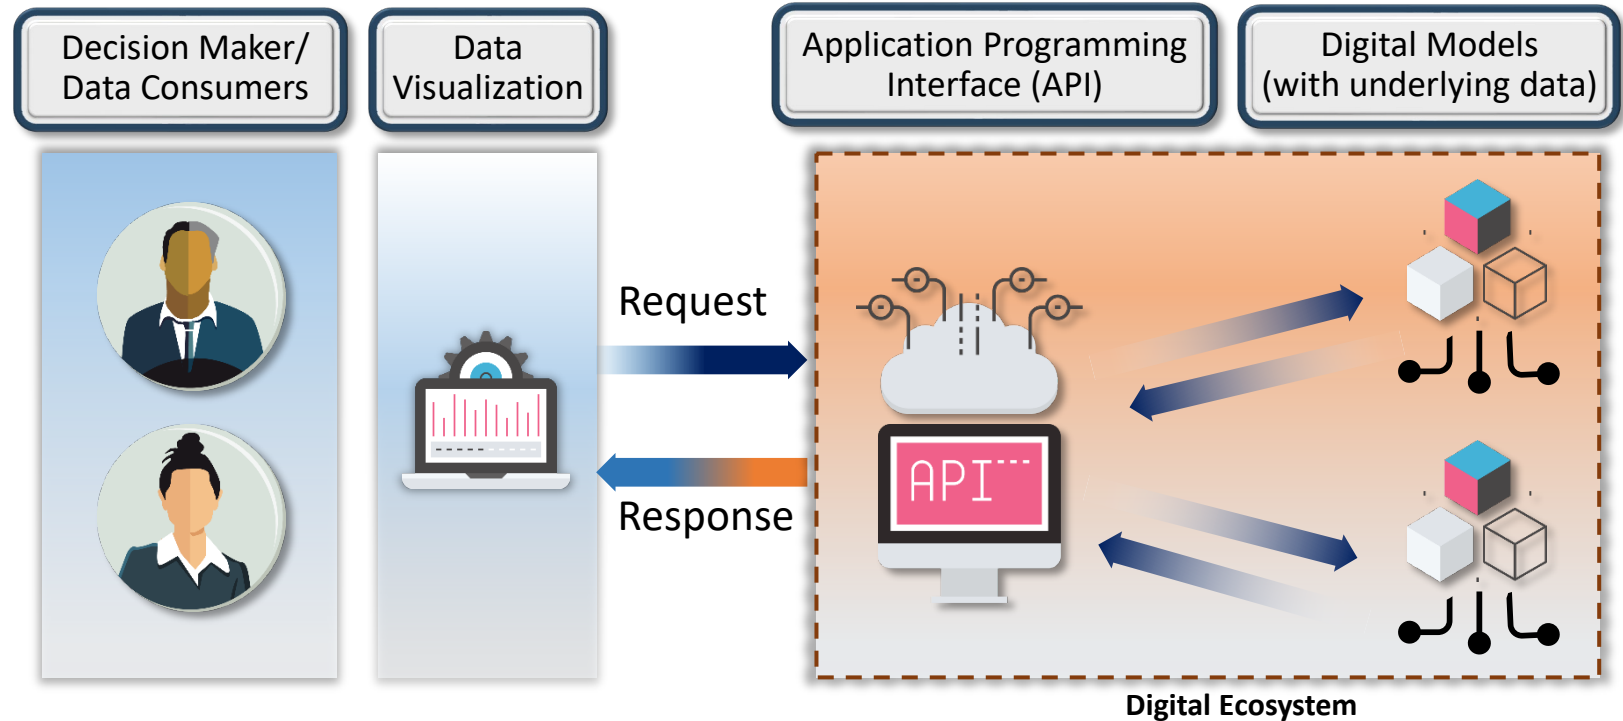 Decision Maker/
Data Consumers
Data
Visualization
Application Programming
Interface (API)
Digital Models
(with underlying data)
Request
Response
API
Digital Ecosystem